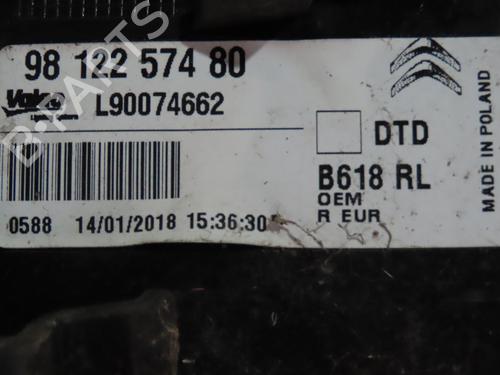 98 122 574 80
Valeo L90074662
DTD
B618 RL
OEM
R EUR
0588 14/01/2018 15:36:30
MADE IN POLAND
B-PARTS